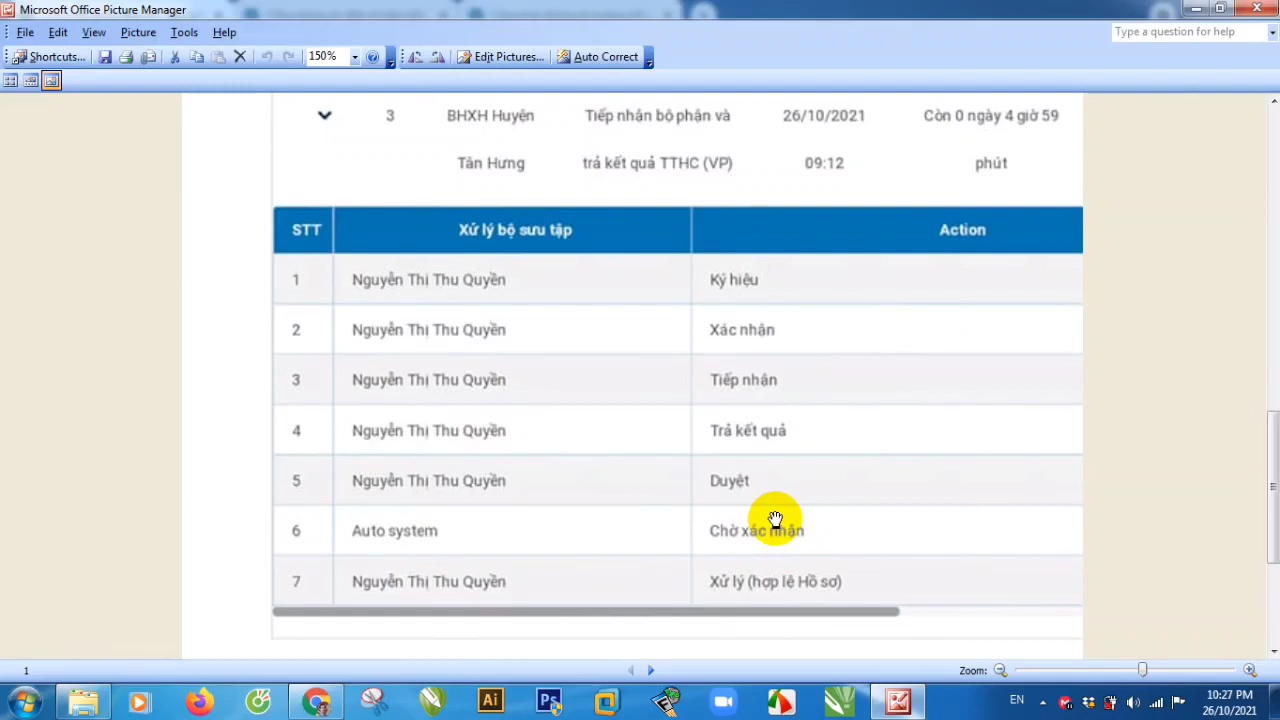 Microsoft Office Picture Manager
File Edit View Picture Tools Help
Type a question for help
Shortcuts... 150% Edit Pictures... Auto Correct
3 BHXH Huyện Tiếp nhận bộ phận và 26/10/2021 Còn 0 ngày 4 giờ 59
Tân Hưng trả kết quả TTHC (VP) 09:12 phút
STT Xử lý bộ sưu tập Action
1 Nguyễn Thị Thu Quyền Ký hiệu
2 Nguyễn Thị Thu Quyền Xác nhận
3 Nguyễn Thị Thu Quyền Tiếp nhận
4 Nguyễn Thị Thu Quyền Trả kết quả
5 Nguyễn Thị Thu Quyền Duyệt
6 Auto system Chờ xác nhận
7 Nguyễn Thị Thu Quyền Xử lý (hợp lệ Hồ sơ)
1 Zoom:
Ai Ps EN 10:27 PM
26/10/2021